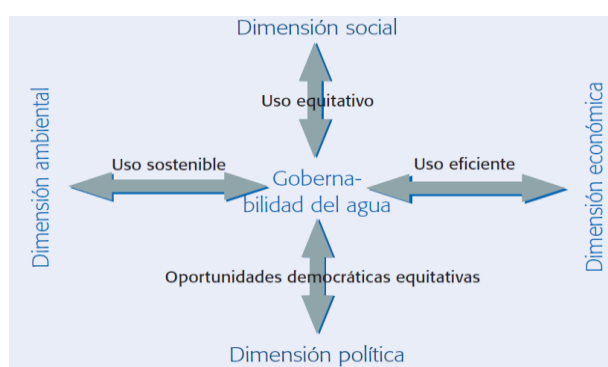 Dimensión social
Uso equitativo
Dimensión ambiental
Uso sostenible
Goberna-
bilidad del agua
Uso eficiente
Dimensión económica
Oportunidades democráticas equitativas
Dimensión política